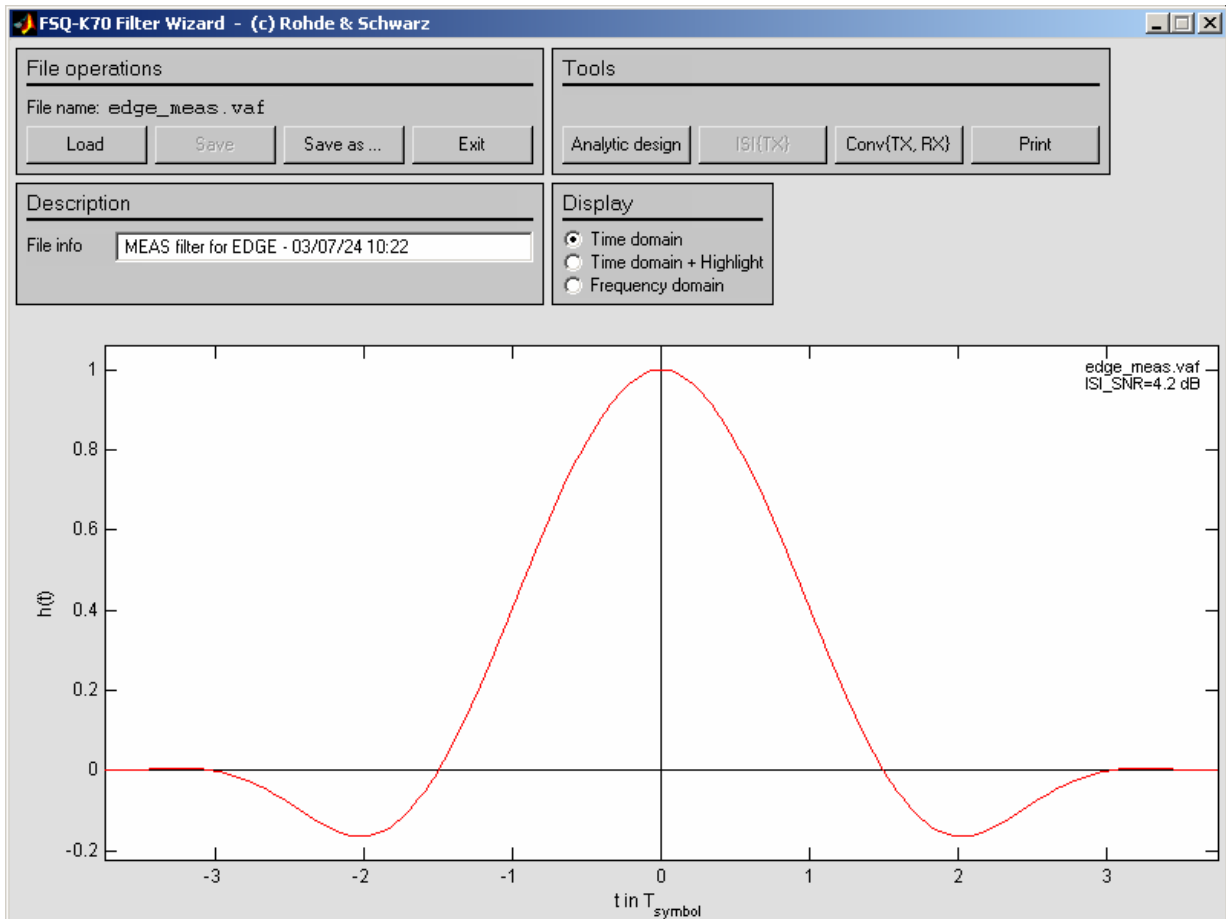 FSQ-K70 Filter Wizard - (c) Rohde & Schwarz
File operations
File name: edge_meas.vaf
Load Save Save as ... Exit
Tools
Analytic design ISI{TX} Conv{TX, RX} Print
Description
File info MEAS filter for EDGE - 03/07/24 10:22
Display
Time domain
Time domain + Highlight
Frequency domain
edge_meas.vaf
ISI_SNR=4.2 dB
1
0.8
0.6
0.4
0.2
0
-0.2
h(t)
-3 -2 -1 0 1 2 3
t in Tsymbol